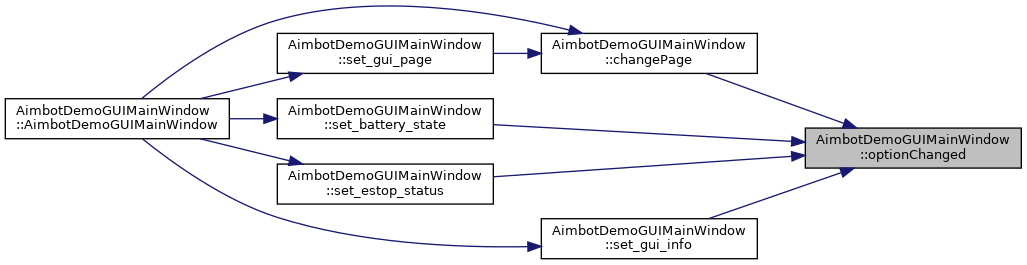 AimbotDemoGUIMainWindow
::AimbotDemoGUIMainWindow
AimbotDemoGUIMainWindow
::set_gui_page
AimbotDemoGUIMainWindow
::set_battery_state
AimbotDemoGUIMainWindow
::set_estop_status
AimbotDemoGUIMainWindow
::changePage
AimbotDemoGUIMainWindow
::set_gui_info
AimbotDemoGUIMainWindow
::optionChanged